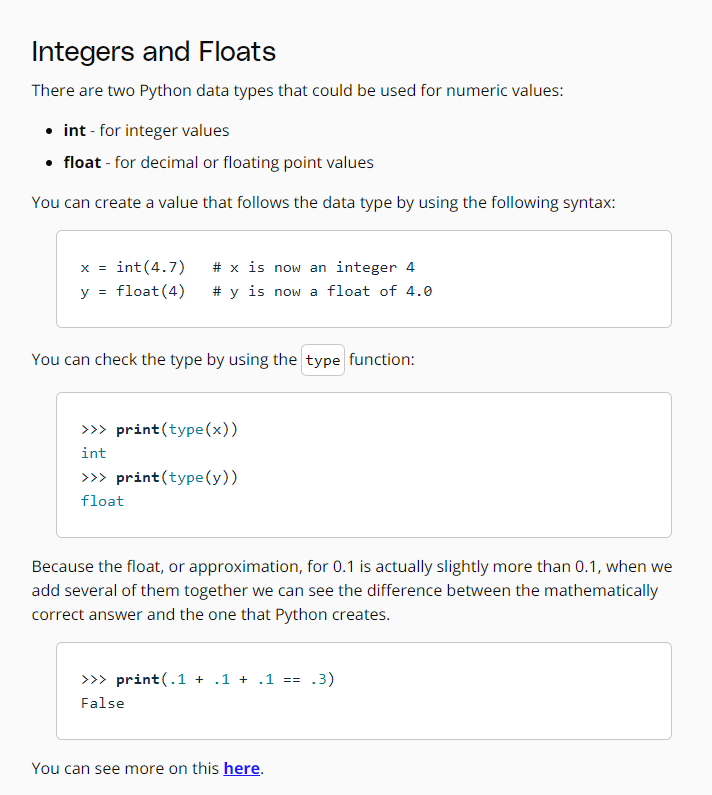 Integers and Floats
There are two Python data types that could be used for numeric values:
• int - for integer values
• float - for decimal or floating point values
You can create a value that follows the data type by using the following syntax:
x = int(4.7)   # x is now an integer 4
y = float(4)   # y is now a float of 4.0
You can check the type by using the type function:
>>> print(type(x))
int
>>> print(type(y))
float
Because the float, or approximation, for 0.1 is actually slightly more than 0.1, when we
add several of them together we can see the difference between the mathematically
correct answer and the one that Python creates.
>>> print(.1 + .1 + .1 == .3)
False
You can see more on this here.